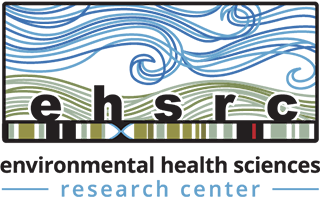 ehsrc
environmental health sciences
research center